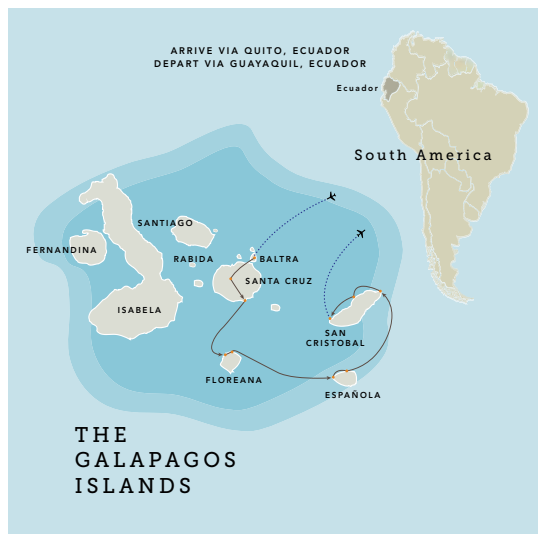 ARRIVE VIA QUITO, ECUADOR
DEPART VIA GUAYAQUIL, ECUADOR
Ecuador
South America
SANTIAGO
FERNANDINA
RABIDA
BALTRA
SANTA CRUZ
ISABELA
SAN
CRISTOBAL
FLOREANA
ESPAÑOLA
THE
GALAPAGOS
ISLANDS